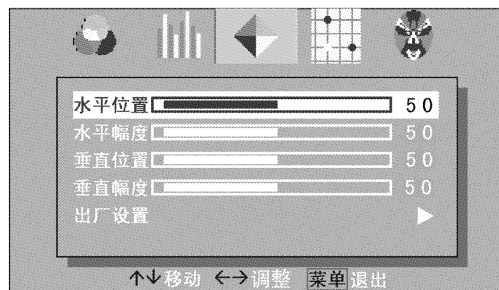 水平位置 50
水平幅度 50
垂直位置 50
垂直幅度 50
出厂设置
↑↓移动 ←→调整 菜单退出